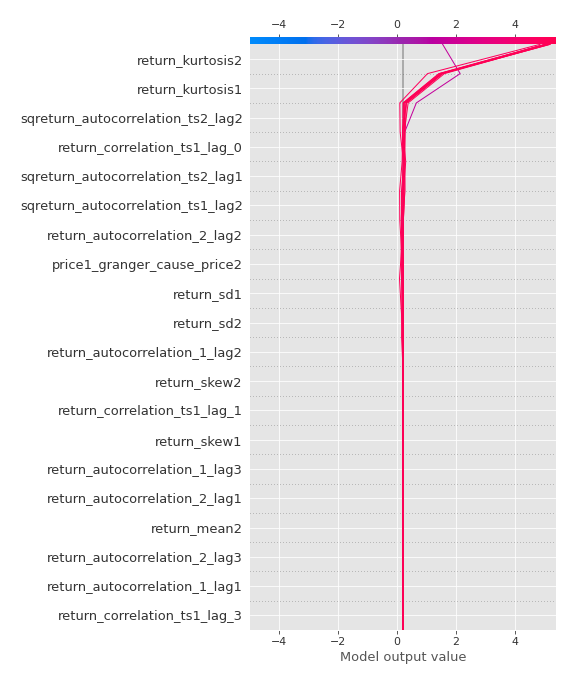 −4 −2 0 2 4
return_kurtosis2
return_kurtosis1
sqreturn_autocorrelation_ts2_lag2
return_correlation_ts1_lag_0
sqreturn_autocorrelation_ts2_lag1
sqreturn_autocorrelation_ts1_lag2
return_autocorrelation_2_lag2
price1_granger_cause_price2
return_sd1
return_sd2
return_autocorrelation_1_lag2
return_skew2
return_correlation_ts1_lag_1
return_skew1
return_autocorrelation_1_lag3
return_autocorrelation_2_lag1
return_mean2
return_autocorrelation_2_lag3
return_autocorrelation_1_lag1
return_correlation_ts1_lag_3
−4 −2 0 2 4
Model output value